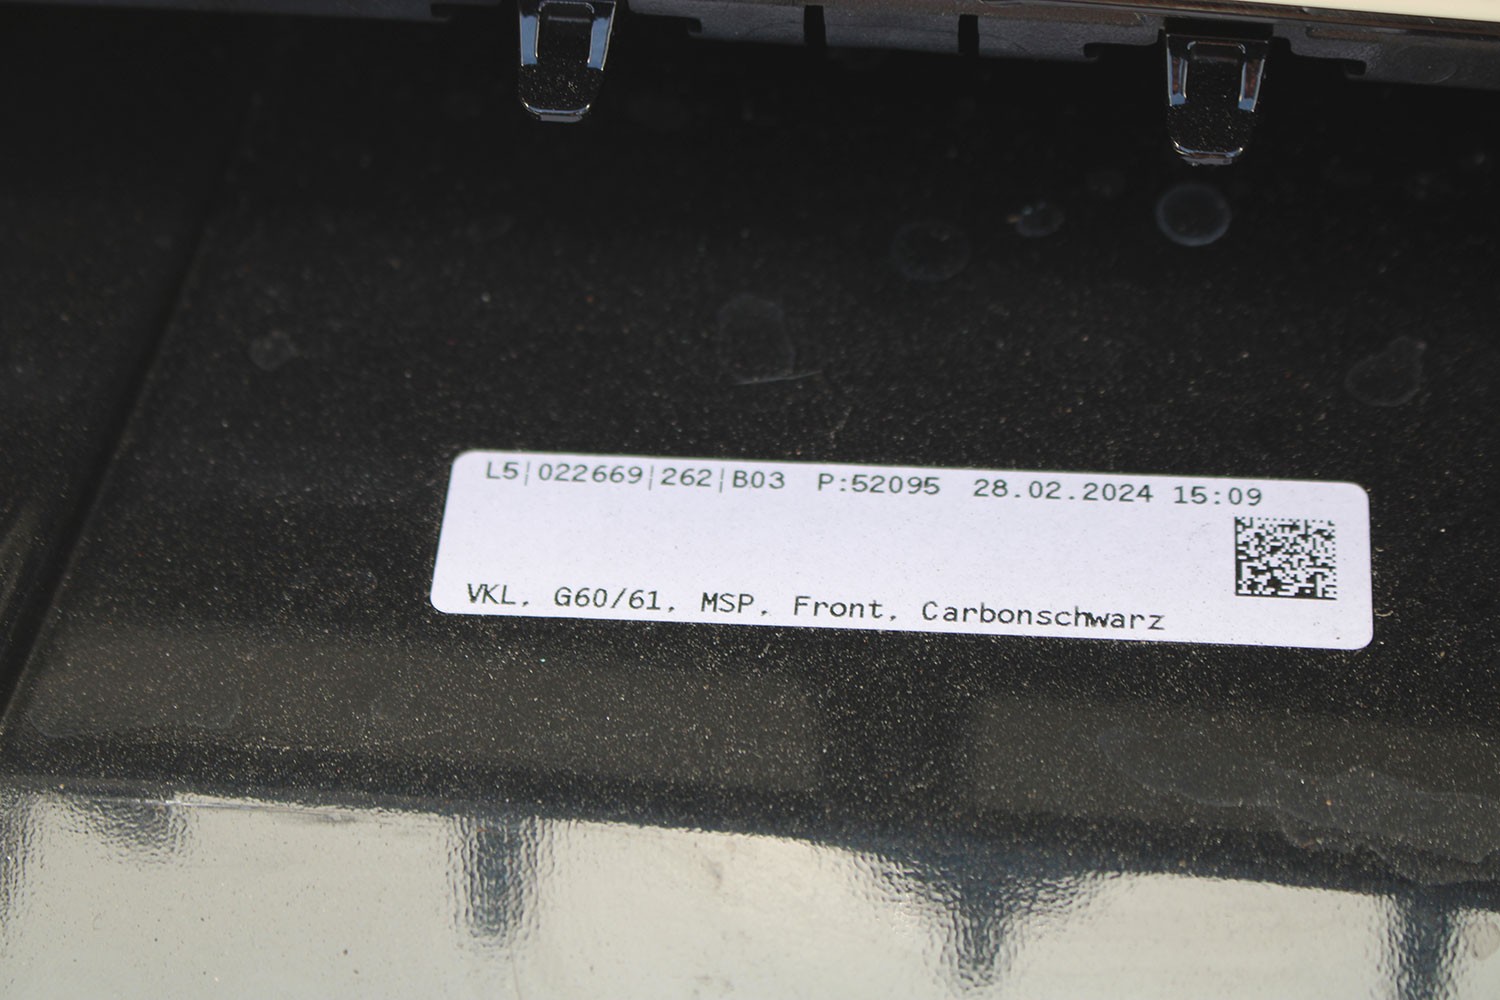 L5|022669|262|B03 P:52095 28.02.2024 15:09
VKL, G60/61, MSP, Front, Carbonschwarz